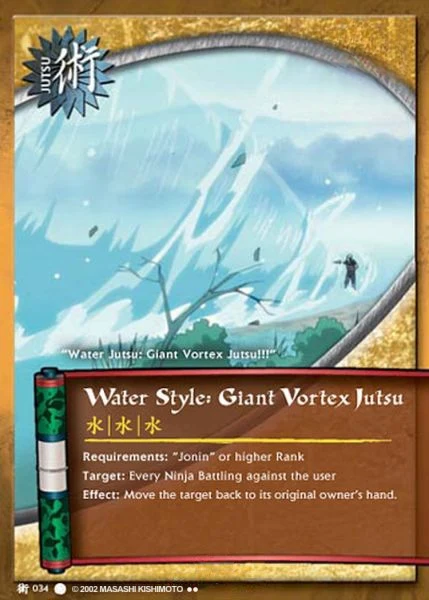 JUTSU
術
"Water Jutsu: Giant Vortex Jutsu!!!"
Water Style: Giant Vortex Jutsu
水|水|水
Requirements: "Jonin" or higher Rank
Target: Every Ninja Battling against the user
Effect: Move the target back to its original owner's hand.
術 034 © 2002 MASASHI KISHIMOTO